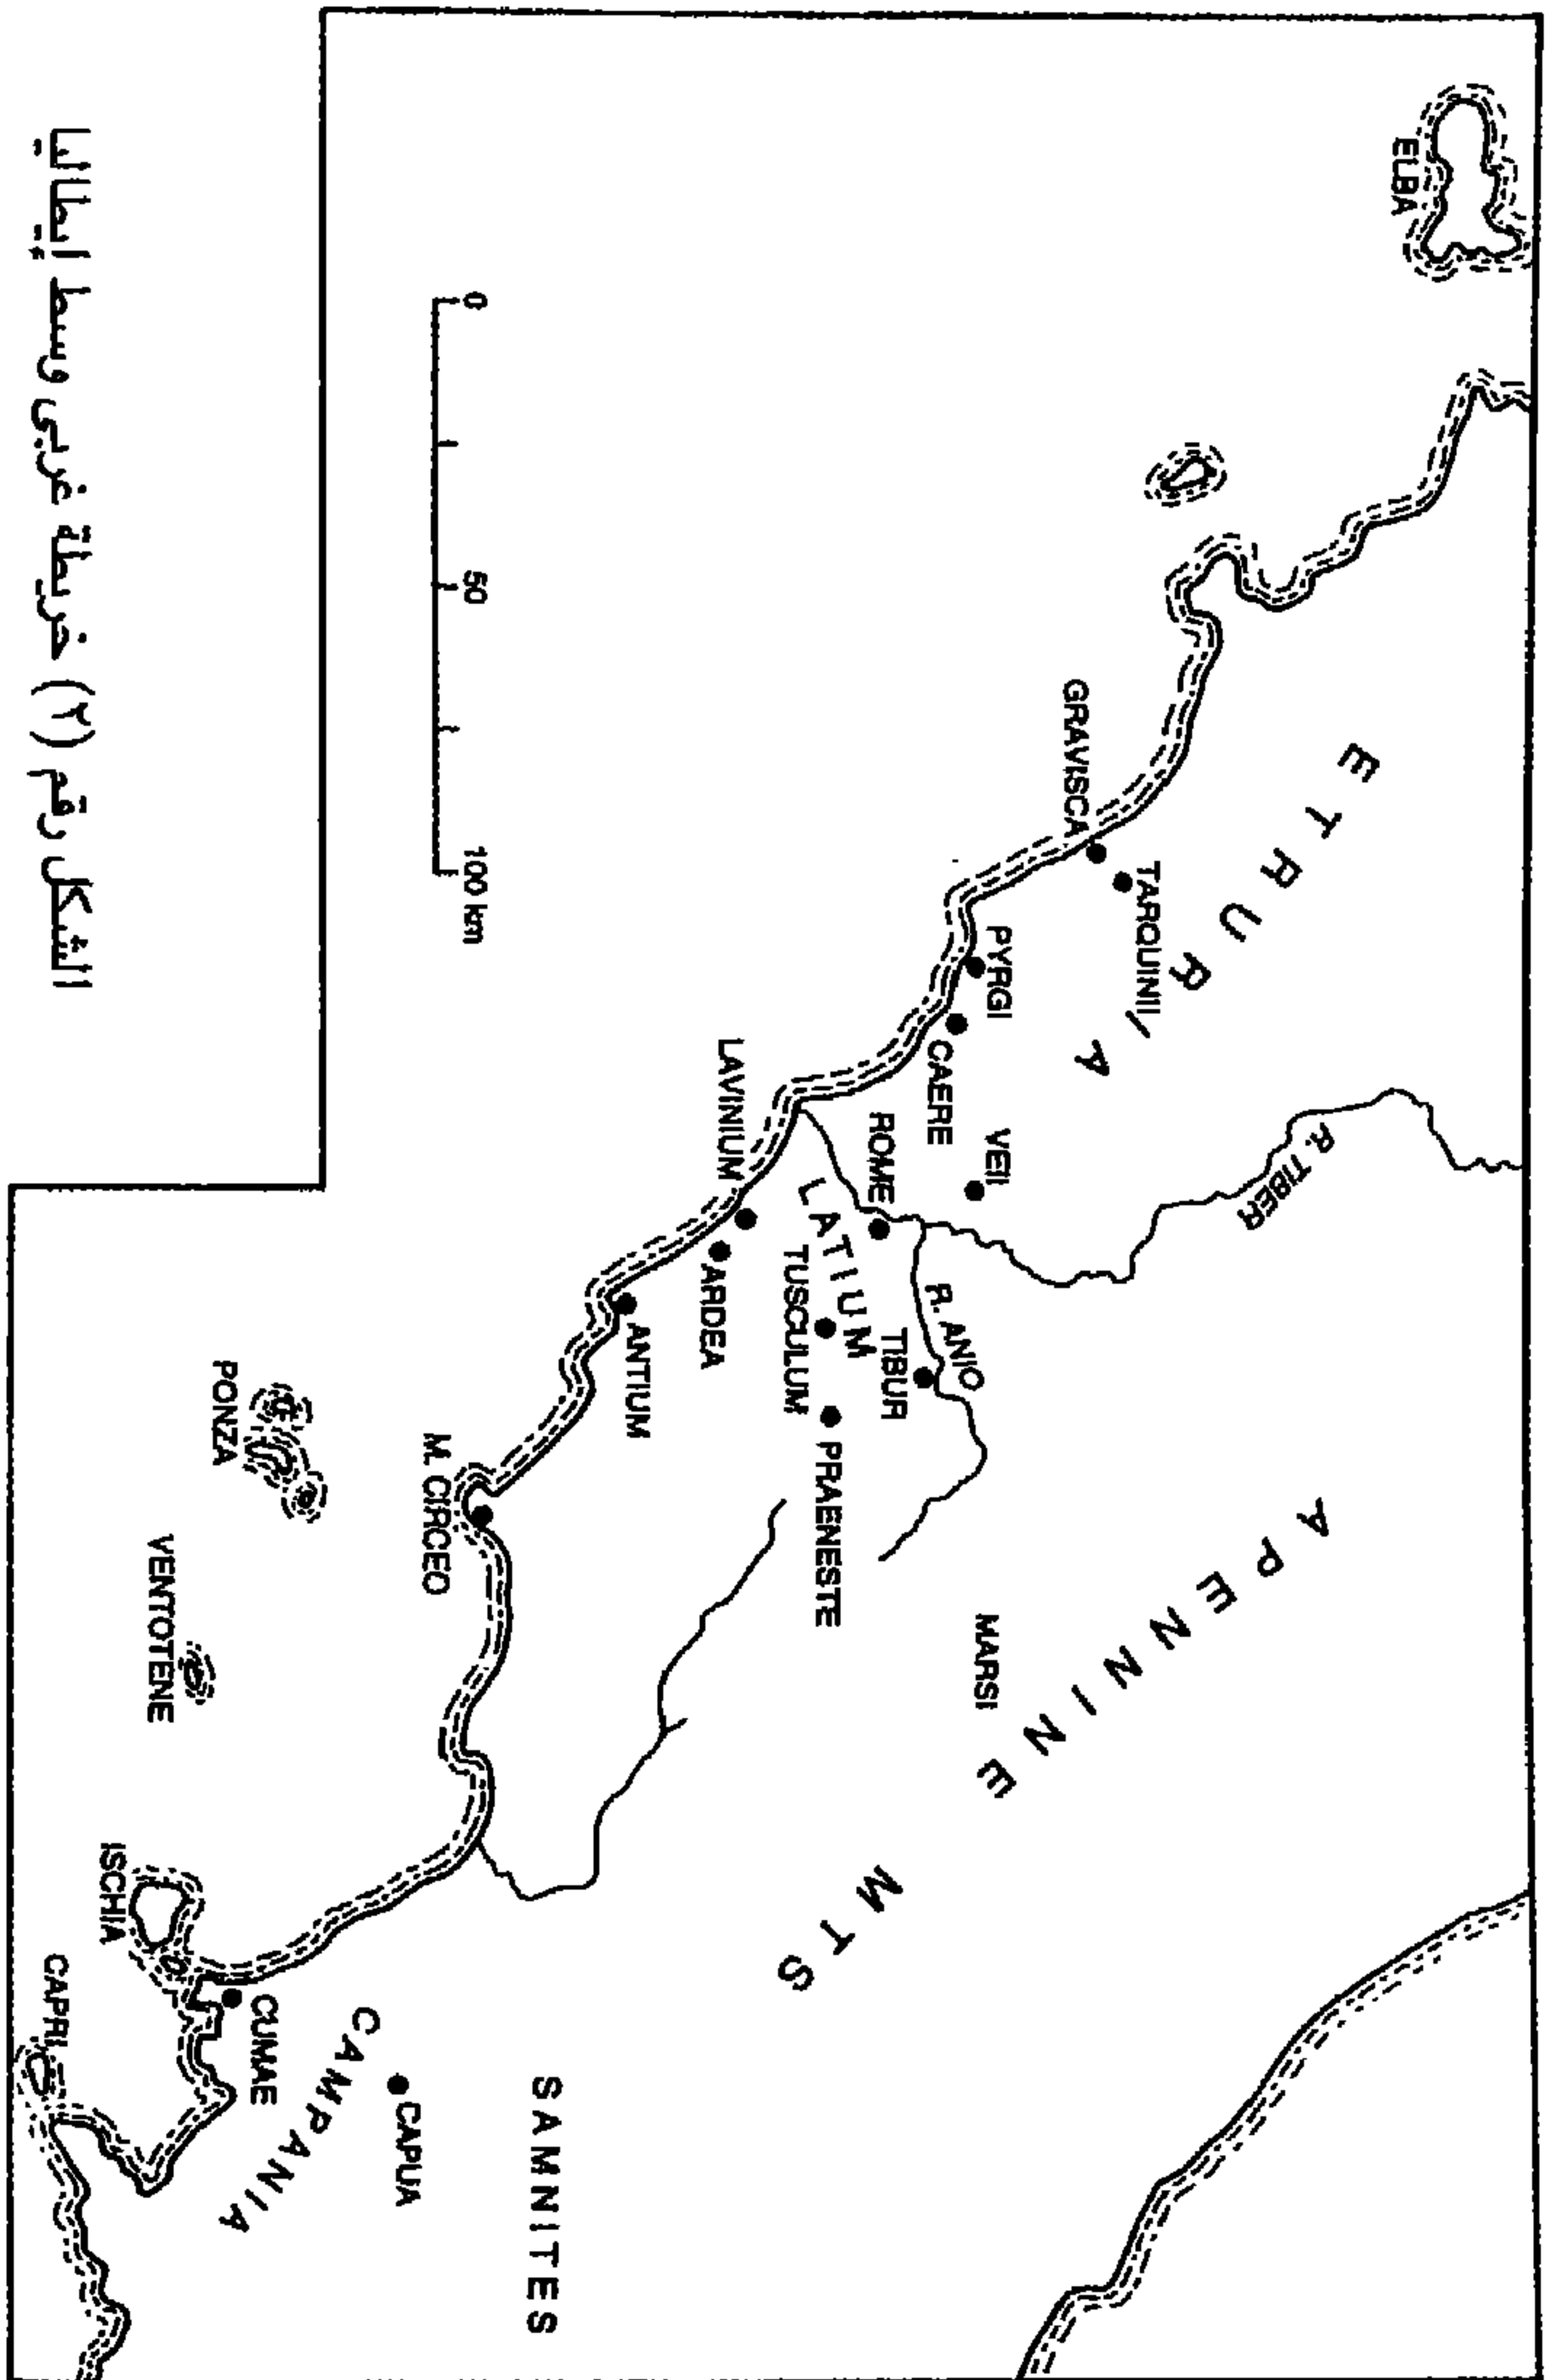 ELBA
ETRURIA
R. TIBER
GRAVISCA
TARQUINII
PYRGI
CAERE
VEII
ROME
R. ANIO
LATIUM
TIBUR
LAVINIUM
TUSCULUM
PRAENESTE
ARDEA
ANTIUM
APENNINE
MTS
MARSI
M. CIRCEO
PONZA
VENTOTENE
SAMNITES
CAPUA
CAMPANIA
CUMAE
ISCHIA
CAPRI
0 50 100 km
الشكل رقم (٢) خريطة غربى وسط إيطاليا